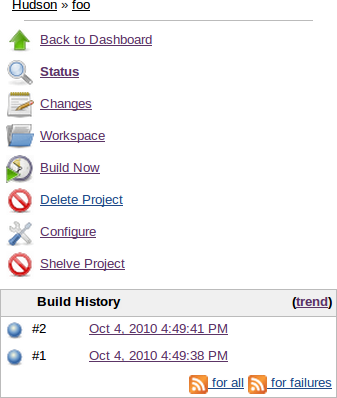 Hudson » foo
Back to Dashboard
Status
Changes
Workspace
Build Now
Delete Project
Configure
Shelve Project
Build History (trend)
#2 Oct 4, 2010 4:49:41 PM
#1 Oct 4, 2010 4:49:38 PM
for all for failures